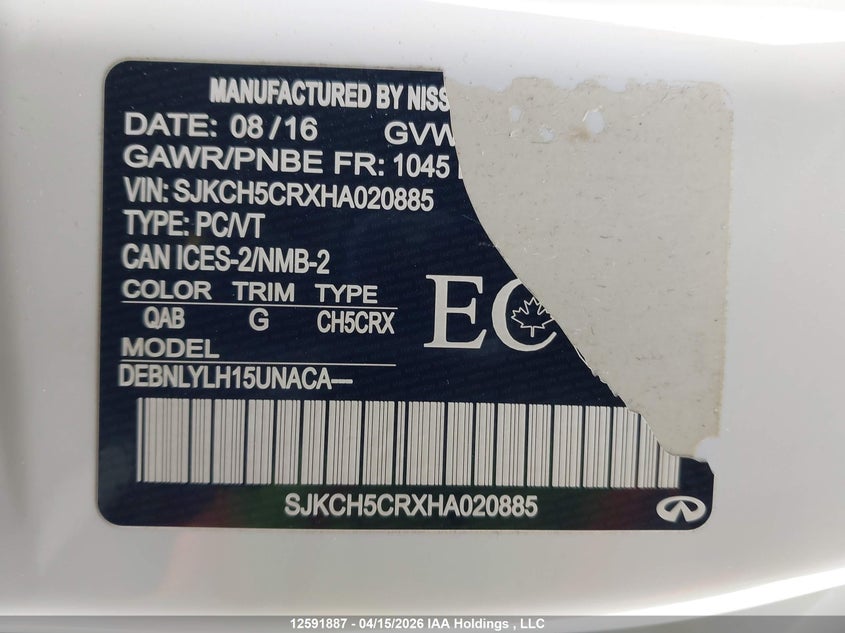 MANUFACTURED BY
DATE: 08/16 GVW
GAWR/PNBE FR: 1045
VIN: SJKCH5CRXHA020885
TYPE: PC/VT
CAN ICES-2/NMB-2
COLOR TRIM TYPE
QAB G CH5CRX
MODEL
DEBNLYLH15UNACA––
SJKCH5CRXHA020885
12591887 - 04/15/2026 IAA Holdings , LLC